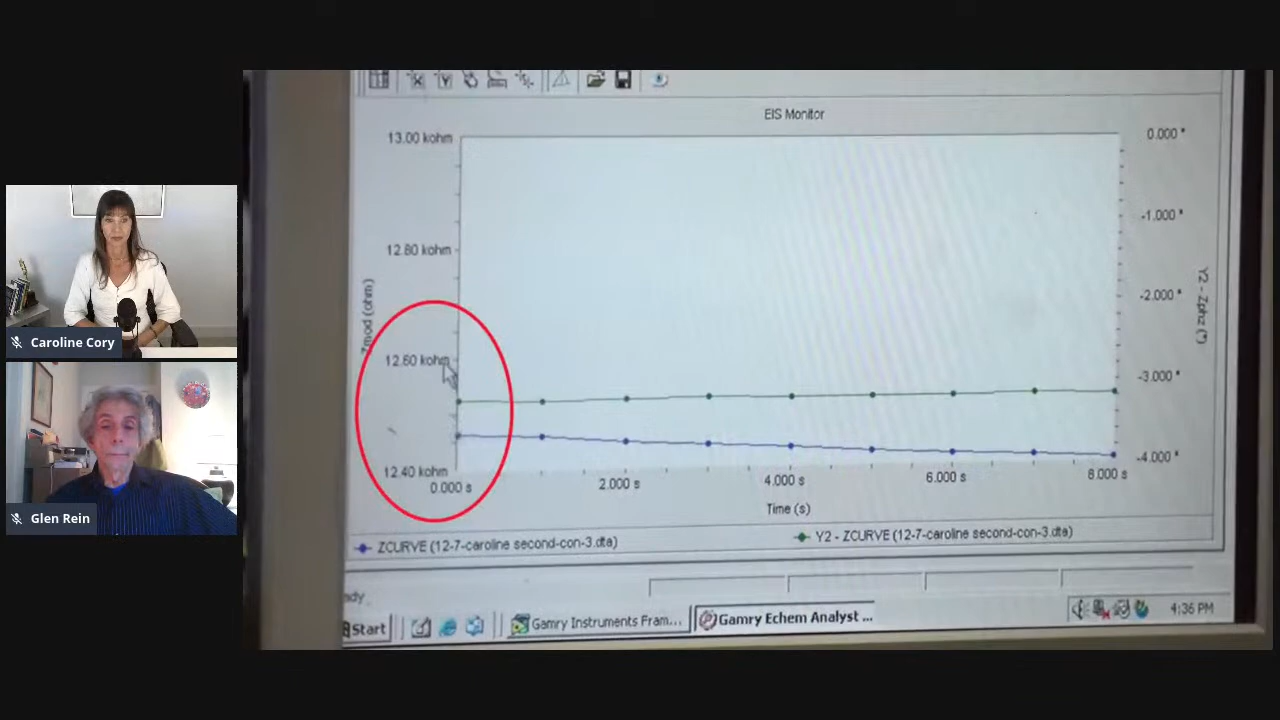 EIS Monitor
13.00 kohm
12.80 kohm
12.60 kohm
12.40 kohm
Zmod (ohm)
0.000 °
-1.000 °
-2.000 °
-3.000 °
-4.000 °
Y2 - Zphz (°)
0.000 s
2.000 s
4.000 s
6.000 s
8.000 s
Time (s)
ZCURVE (12-7-caroline second-con-3.dta)
Y2 - ZCURVE (12-7-caroline second-con-3.dta)
Start
Gamry Instruments Fram...
Gamry Echem Analyst ...
4:36 PM
Caroline Cory
Glen Rein